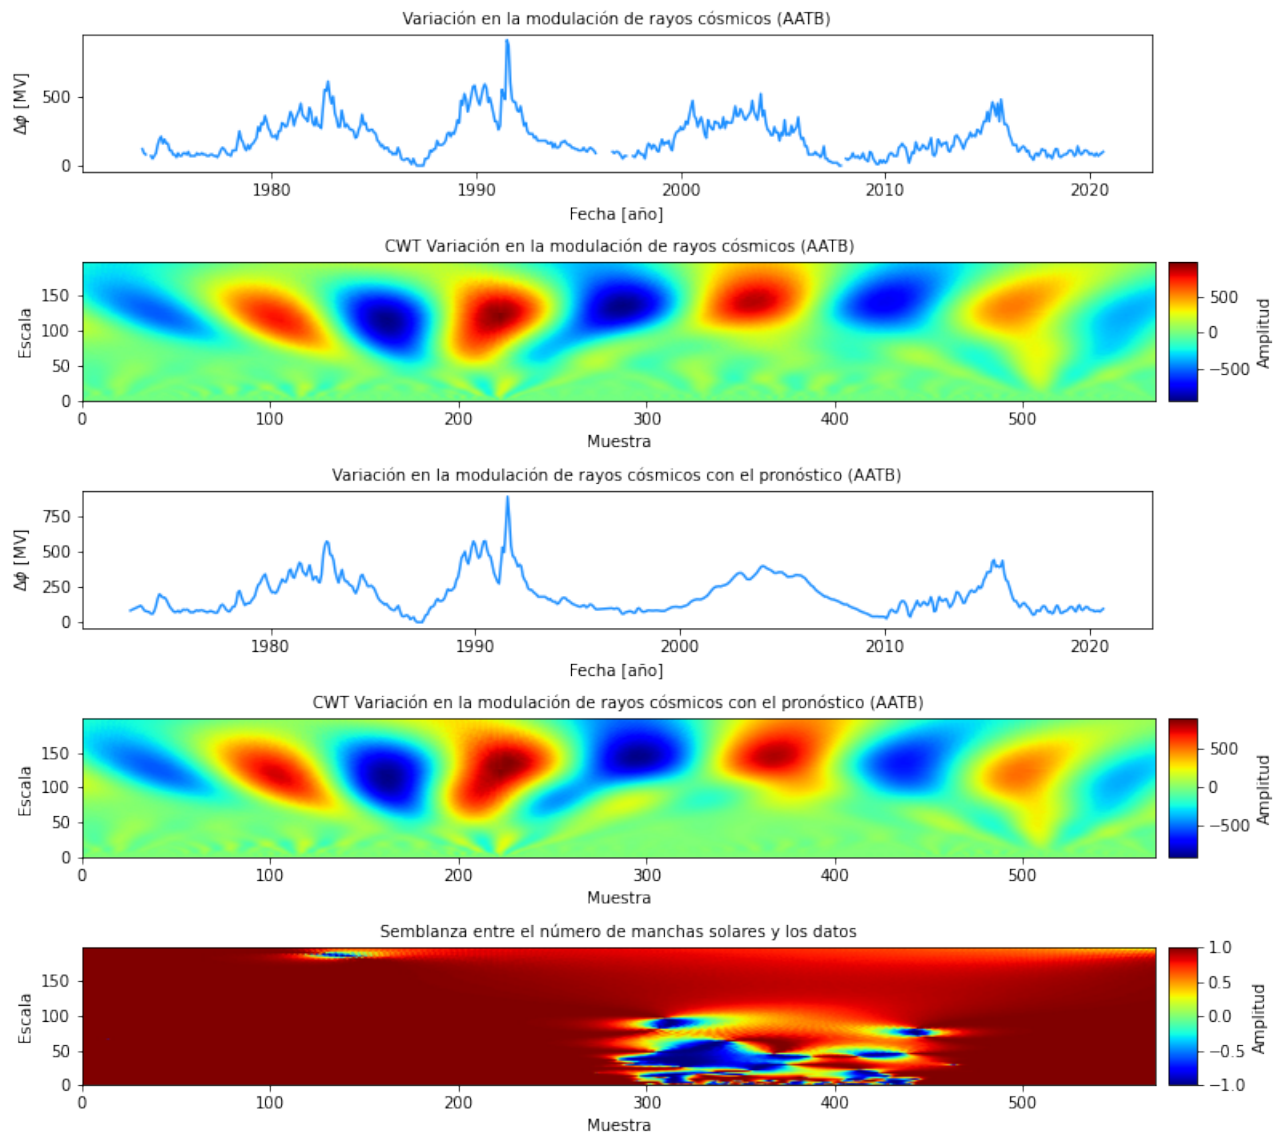 Variación en la modulación de rayos cósmicos (AATB)
Δϕ [MV]
500
0
1980 1990 2000 2010 2020
Fecha [año]
CWT Variación en la modulación de rayos cósmicos (AATB)
Escala
150
100
50
0
0 100 200 300 400 500
Muestra
500
0
−500
Amplitud
Variación en la modulación de rayos cósmicos con el pronóstico (AATB)
Δϕ [MV]
750
500
250
0
1980 1990 2000 2010 2020
Fecha [año]
CWT Variación en la modulación de rayos cósmicos con el pronóstico (AATB)
Escala
150
100
50
0
0 100 200 300 400 500
Muestra
500
0
−500
Amplitud
Semblanza entre el número de manchas solares y los datos
Escala
150
100
50
0
0 100 200 300 400 500
Muestra
1.0
0.5
0.0
−0.5
−1.0
Amplitud